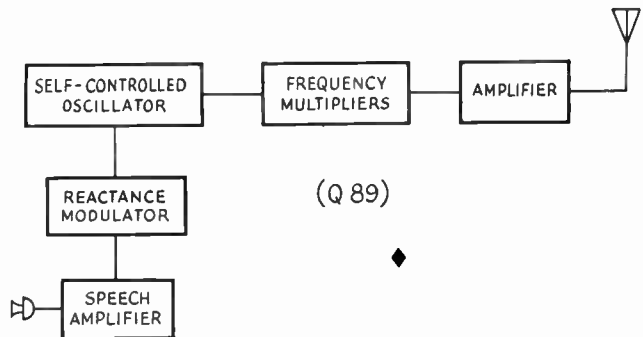 SELF-CONTROLLED
OSCILLATOR
FREQUENCY
MULTIPLIERS
AMPLIFIER
REACTANCE
MODULATOR
(Q 89)
SPEECH
AMPLIFIER